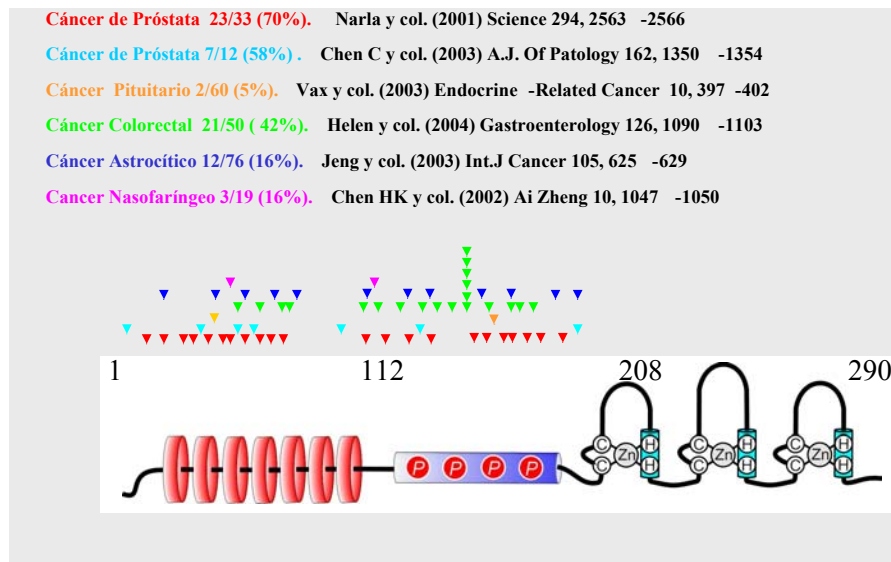 Cáncer de Próstata 23/33 (70%). Narla y col. (2001) Science 294, 2563 -2566
Cáncer de Próstata 7/12 (58%) . Chen C y col. (2003) A.J. Of Patology 162, 1350 -1354
Cáncer Pituitario 2/60 (5%). Vax y col. (2003) Endocrine -Related Cancer 10, 397 -402
Cáncer Colorectal 21/50 ( 42%). Helen y col. (2004) Gastroenterology 126, 1090 -1103
Cáncer Astrocítico 12/76 (16%). Jeng y col. (2003) Int.J Cancer 105, 625 -629
Cancer Nasofaríngeo 3/19 (16%). Chen HK y col. (2002) Ai Zheng 10, 1047 -1050
1 112 208 290
C H C H C H
Zn Zn Zn
P P P P C H C H C H